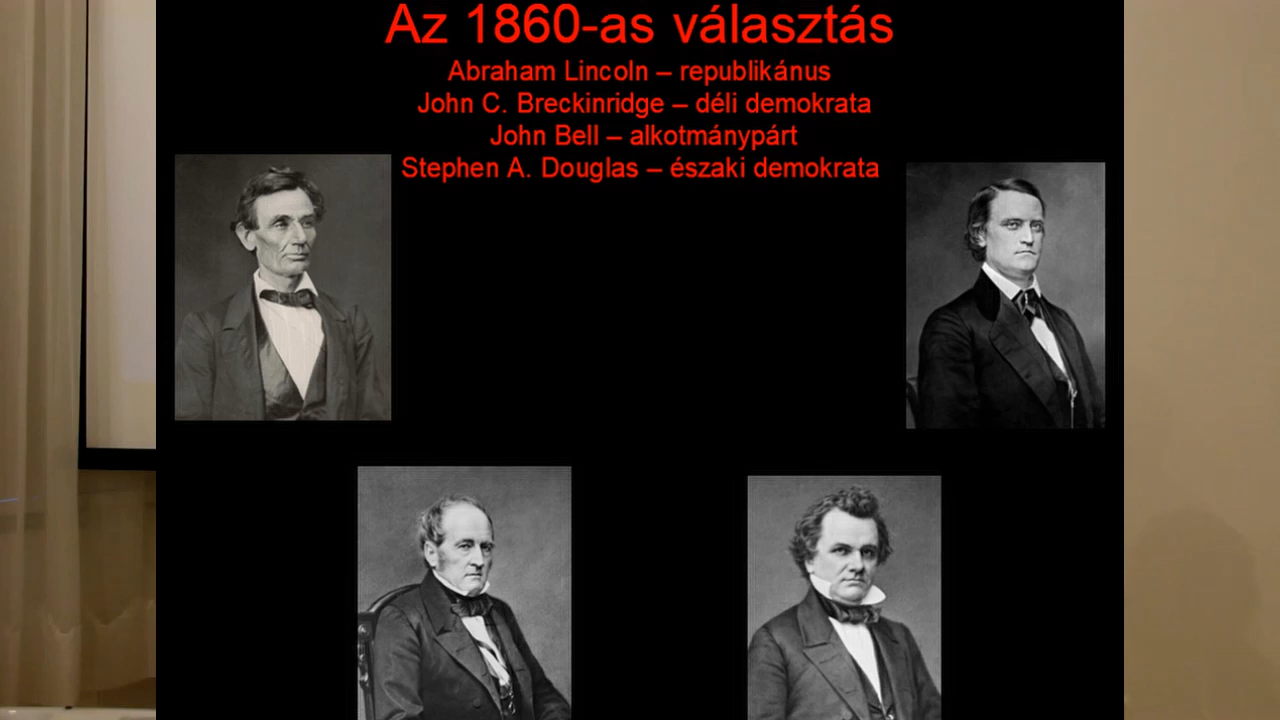 Az 1860-as választás
Abraham Lincoln – republikánus
John C. Breckinridge – déli demokrata
John Bell – alkotmánypárt
Stephen A. Douglas – északi demokrata